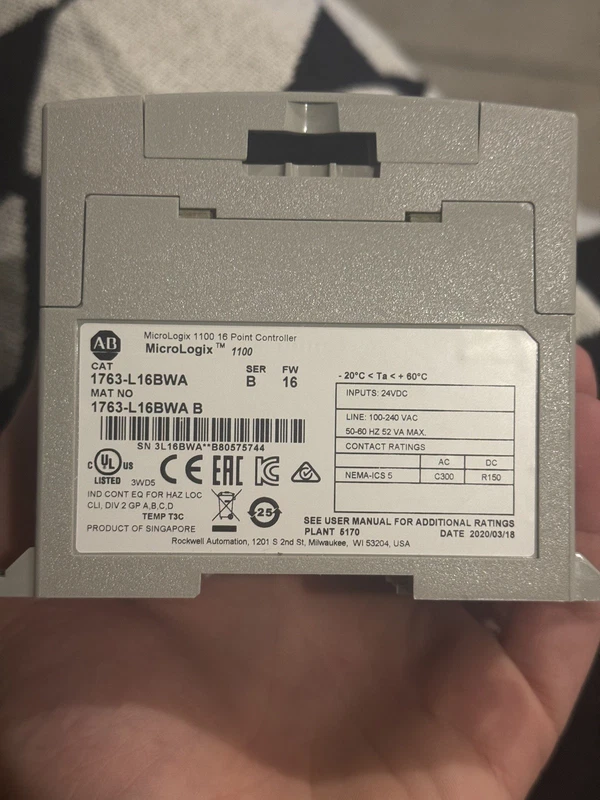 AB
MicroLogix 1100 16 Point Controller
MicroLogix™ 1100
CAT SER FW
1763-L16BWA B 16
MAT NO
1763-L16BWA B
SN 3L16BWA**B80575744
C UL US
LISTED 3WD5
CE EAC
25
IND CONT EQ FOR HAZ LOC
CLI, DIV 2 GP A,B,C,D
TEMP T3C
PRODUCT OF SINGAPORE
- 20°C < Ta < + 60°C
INPUTS: 24VDC
LINE: 100-240 VAC
50-60 HZ 52 VA MAX.
CONTACT RATINGS
AC DC
NEMA-ICS 5 C300 R150
SEE USER MANUAL FOR ADDITIONAL RATINGS
PLANT 5170 DATE 2020/03/18
Rockwell Automation, 1201 S 2nd St, Milwaukee, WI 53204, USA